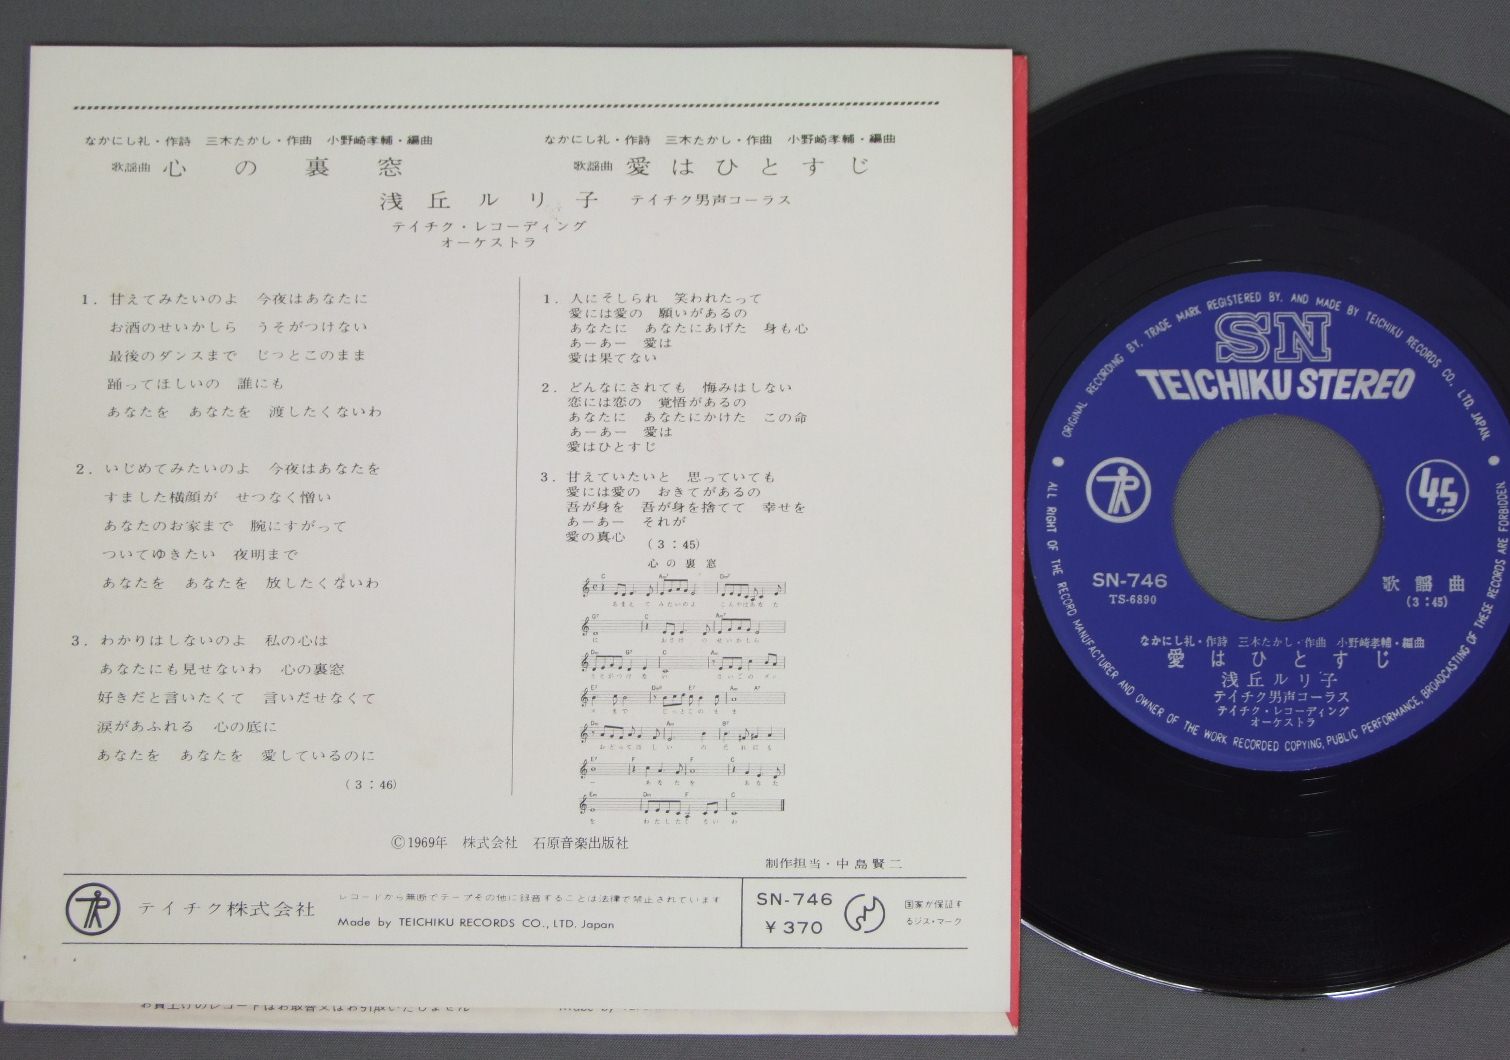 なかにし礼・作詩　三木たかし・作曲　小野崎孝輔・編曲
歌謡曲 心の裏窓
なかにし礼・作詩　三木たかし・作曲　小野崎孝輔・編曲
歌謡曲 愛はひとすじ
浅丘ルリ子　テイチク男声コーラス
テイチク・レコーディング
オーケストラ
1. 甘えてみたいのよ　今夜はあなたに
お酒のせいかしら　うそがつけない
最後のダンスまで　じっとこのまま
踊ってほしいの　誰にも
あなたを　あなたを　渡したくないわ
2. いじめてみたいのよ　今夜はあなたを
すました横顔が　せつなく憎い
あなたのお家まで　腕にすがって
ついてゆきたい　夜明まで
あなたを　あなたを　放したくないわ
3. わかりはしないのよ　私の心は
あなたにも見せないわ　心の裏窓
好きだと言いたくて　言いだせなくて
涙があふれる　心の底に
あなたを　あなたを　愛しているのに
(3：46)
1. 人にそしられ　笑われたって
愛には愛の　願いがあるの
あなたに　あなたにあげた　身も心
あーあー　愛は
愛は果てない
2. どんなにされても　悔みはしない
恋には恋の　覚悟があるの
あなたに　あなたにかけた　この命
あーあー　愛は
愛はひとすじ
3. 甘えていたいと　思っていても
愛には愛の　おきてがあるの
吾が身を　吾が身を捨てて　幸せを
あーあー　それが
愛の真心
(3：45)
心の裏窓
©1969年　株式会社　石原音楽出版社
制作担当・中島賢二
テイチク株式会社
レコードから無断でテープその他に録音することは法律で禁止されています
Made by TEICHIKU RECORDS CO., LTD. Japan
SN-746
¥370
国家が保証す
るジス・マーク
お買上げのレコードはお取替又はお引取いたしません
ORIGINAL RECORDING BY, TRADE MARK REGISTERED BY, AND MADE BY TEICHIKU RECORDS CO., LTD. JAPAN.
SN
TEICHIKU STEREO
45
rpm
SN-746
TS-6890
歌謡曲
(3：45)
なかにし礼・作詩　三木たかし・作曲　小野崎孝輔・編曲
愛はひとすじ
浅丘ルリ子
テイチク男声コーラス
テイチク・レコーディング
オーケストラ
ALL RIGHT OF THE RECORD MANUFACTURER AND OWNER OF THE WORK RECORDED COPYING, PUBLIC PERFORMANCE, BROADCASTING OF THESE RECORDS ARE FORBIDDEN.